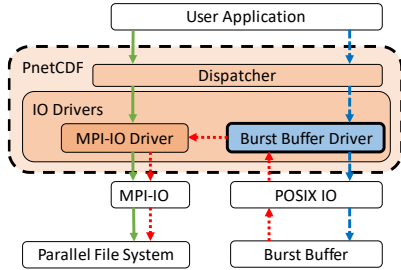 User Application
PnetCDF
Dispatcher
IO Drivers
MPI-IO Driver
Burst Buffer Driver
MPI-IO
POSIX IO
Parallel File System
Burst Buffer